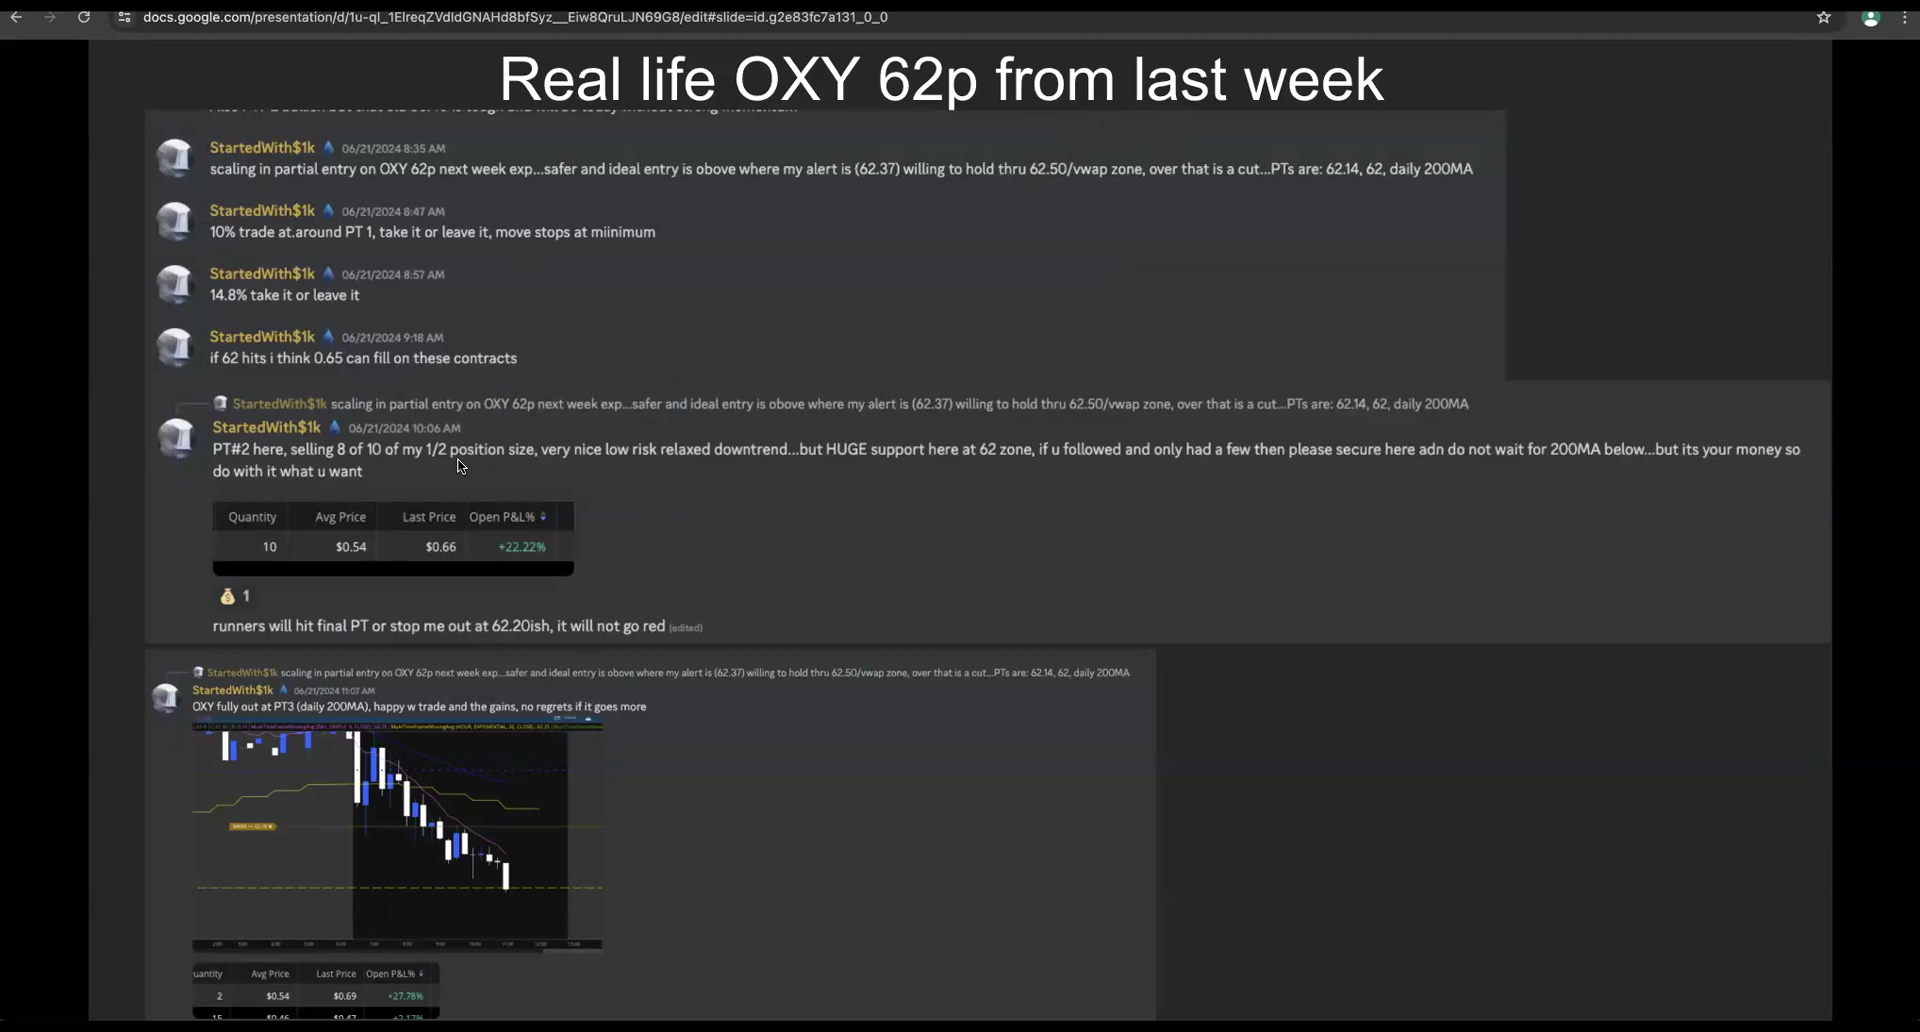 docs.google.com/presentation/d/1u-qI_1EIreqZVdIdGNAHd8bfSyz__Eiw8QruLJN69G8/edit#slide=id.g2e83fc7a131_0_0
Real life OXY 62p from last week
StartedWith$1k 06/21/2024 8:35 AM
scaling in partial entry on OXY 62p next week exp...safer and ideal entry is obove where my alert is (62.37) willing to hold thru 62.50/vwap zone, over that is a cut...PTs are: 62.14, 62, daily 200MA
StartedWith$1k 06/21/2024 8:47 AM
10% trade at.around PT 1, take it or leave it, move stops at miinimum
StartedWith$1k 06/21/2024 8:57 AM
14.8% take it or leave it
StartedWith$1k 06/21/2024 9:18 AM
if 62 hits i think 0.65 can fill on these contracts
StartedWith$1k scaling in partial entry on OXY 62p next week exp...safer and ideal entry is obove where my alert is (62.37) willing to hold thru 62.50/vwap zone, over that is a cut...PTs are: 62.14, 62, daily 200MA
StartedWith$1k 06/21/2024 10:06 AM
PT#2 here, selling 8 of 10 of my 1/2 position size, very nice low risk relaxed downtrend...but HUGE support here at 62 zone, if u followed and only had a few then please secure here adn do not wait for 200MA below...but its your money so
do with it what u want
Quantity Avg Price Last Price Open P&L%
10 $0.54 $0.66 +22.22%
1
runners will hit final PT or stop me out at 62.20ish, it will not go red (edited)
StartedWith$1k scaling in partial entry on OXY 62p next week exp...safer and ideal entry is obove where my alert is (62.37) willing to hold thru 62.50/vwap zone, over that is a cut...PTs are: 62.14, 62, daily 200MA
StartedWith$1k 06/21/2024 11:07 AM
OXY fully out at PT3 (daily 200MA), happy w trade and the gains, no regrets if it goes more
uantity Avg Price Last Price Open P&L%
2 $0.54 $0.69 +27.78%
15 $0.46 $0.47 +2.17%